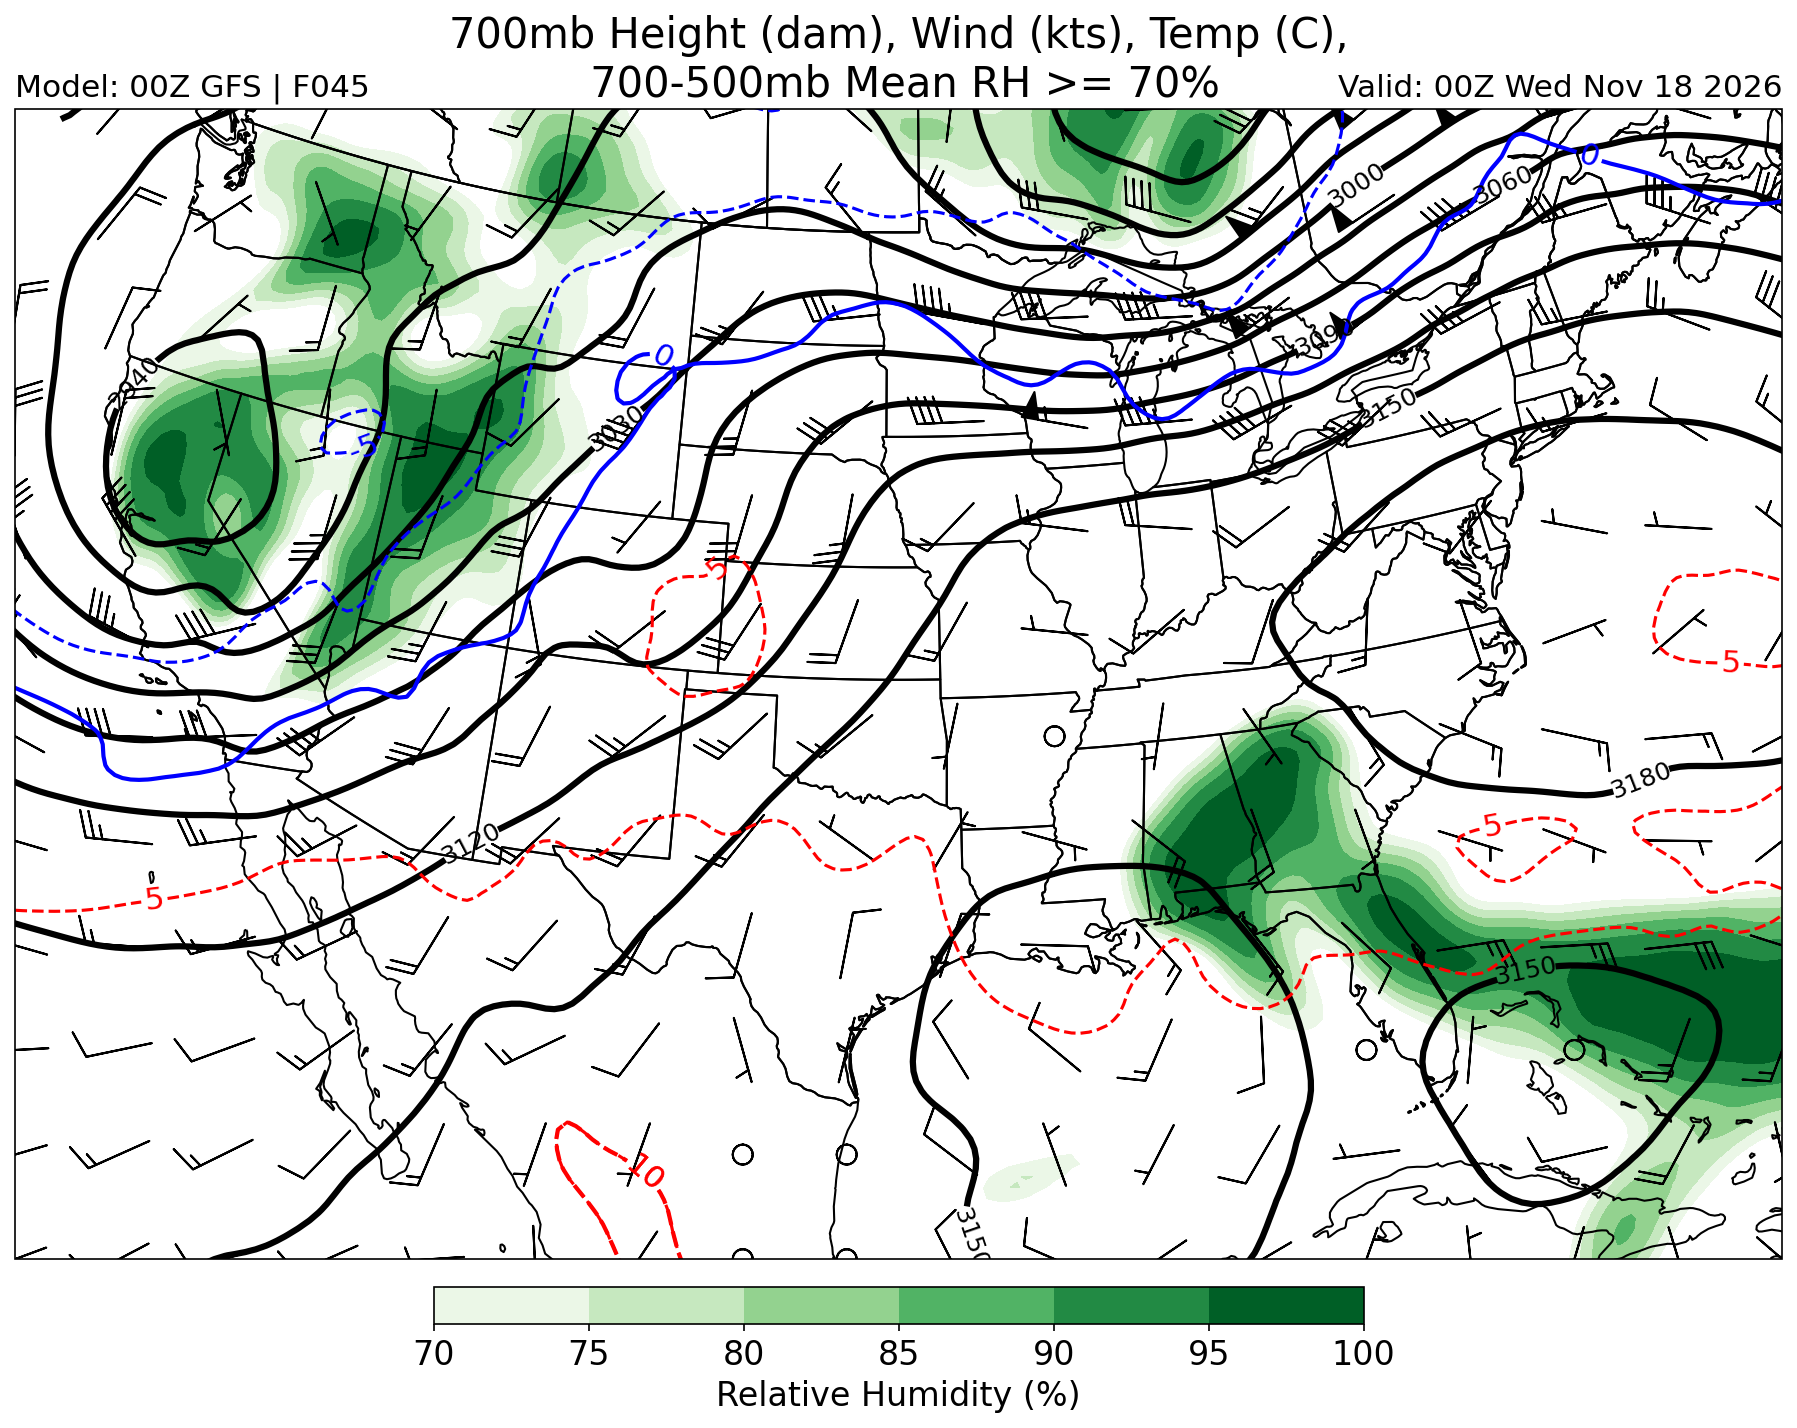 700mb Height (dam), Wind (kts), Temp (C),
700-500mb Mean RH >= 70%
Model: 00Z GFS | F045
Valid: 00Z Wed Nov 18 2026
0
3000
3060
0
3090
3150
-5
3030
5
5
3180
5
3120
5
3150
10
3150
70 75 80 85 90 95 100
Relative Humidity (%)